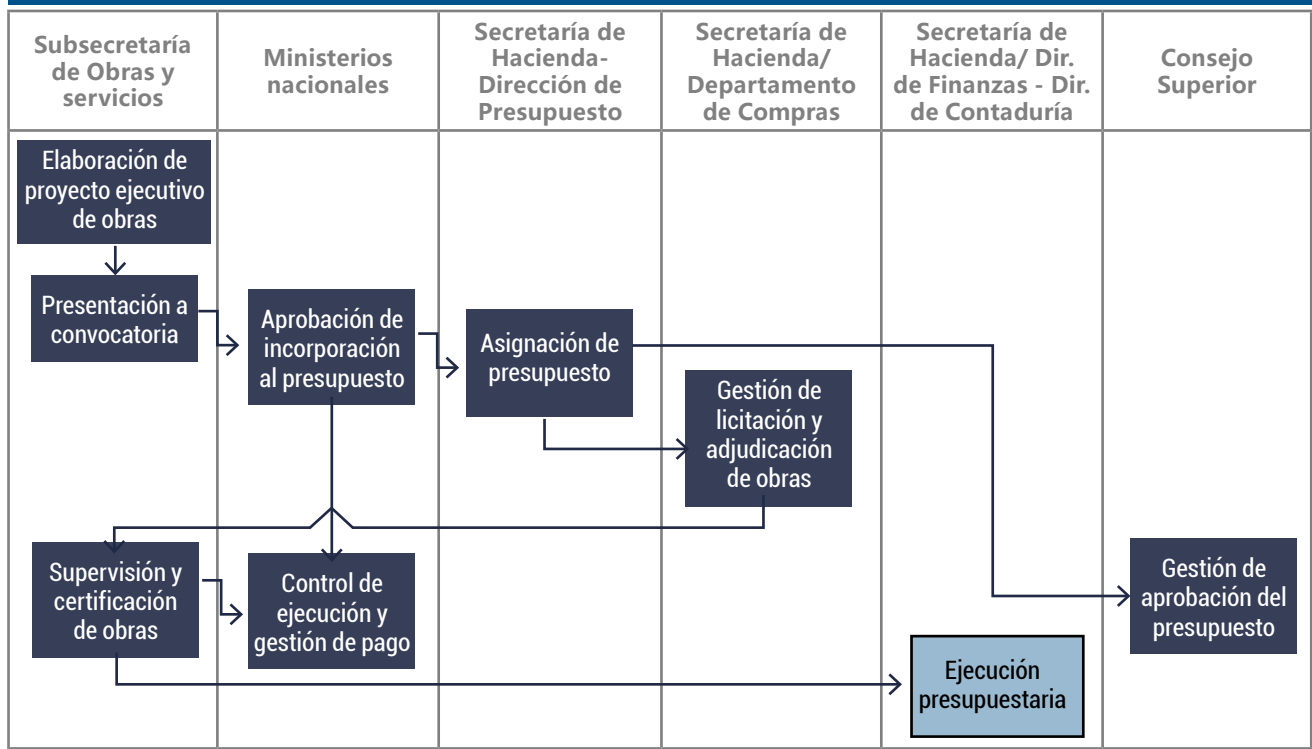 Subsecretaría
de Obras y
servicios
Ministerios
nacionales
Secretaría de
Hacienda-
Dirección de
Presupuesto
Secretaría de
Hacienda/
Departamento
de Compras
Secretaría de
Hacienda/ Dir.
de Finanzas - Dir.
de Contaduría
Consejo
Superior
Elaboración de
proyecto ejecutivo
de obras
Presentación a
convocatoria
Aprobación de
incorporación
al presupuesto
Asignación de
presupuesto
Gestión de
licitación y
adjudicación
de obras
Supervisión y
certificación
de obras
Control de
ejecución y
gestión de pago
Gestión de
aprobación del
presupuesto
Ejecución
presupuestaria